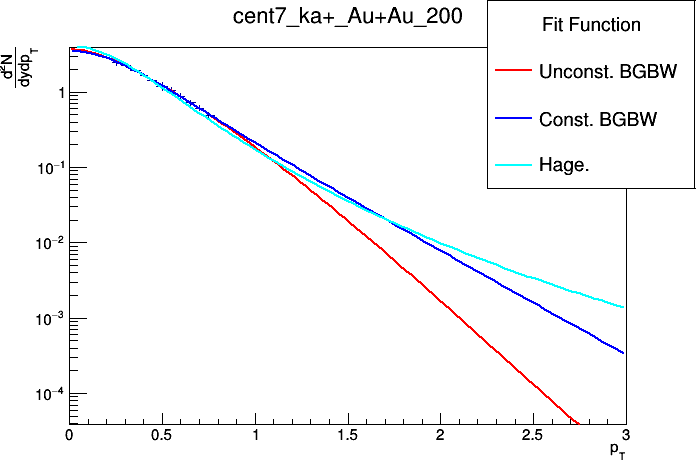 cent7_ka+_Au+Au_200
d²N
dydp_T
Fit Function
Unconst. BGBW
Const. BGBW
Hage.
1
10⁻¹
10⁻²
10⁻³
10⁻⁴
0 0.5 1 1.5 2 2.5 3
p_T